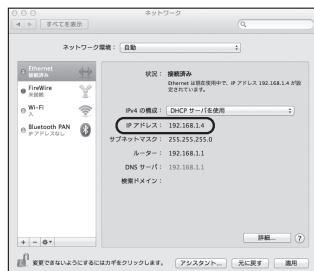 ネットワーク
すべてを表示
ネットワーク環境： 自動
Ethernet
接続済み
FireWire
未接続
Wi-Fi
入
Bluetooth PAN
IP アドレスなし
状況： 接続済み
Ethernet は現在使用中で、IP アドレス 192.168.1.4 が設
定されています。
IPv4 の構成： DHCP サーバを使用
IP アドレス： 192.168.1.4
サブネットマスク： 255.255.255.0
ルーター： 192.168.1.1
DNS サーバ： 192.168.1.1
検索ドメイン：
詳細... ?
変更できないようにするにはカギをクリックします。 アシスタント... 元に戻す 適用